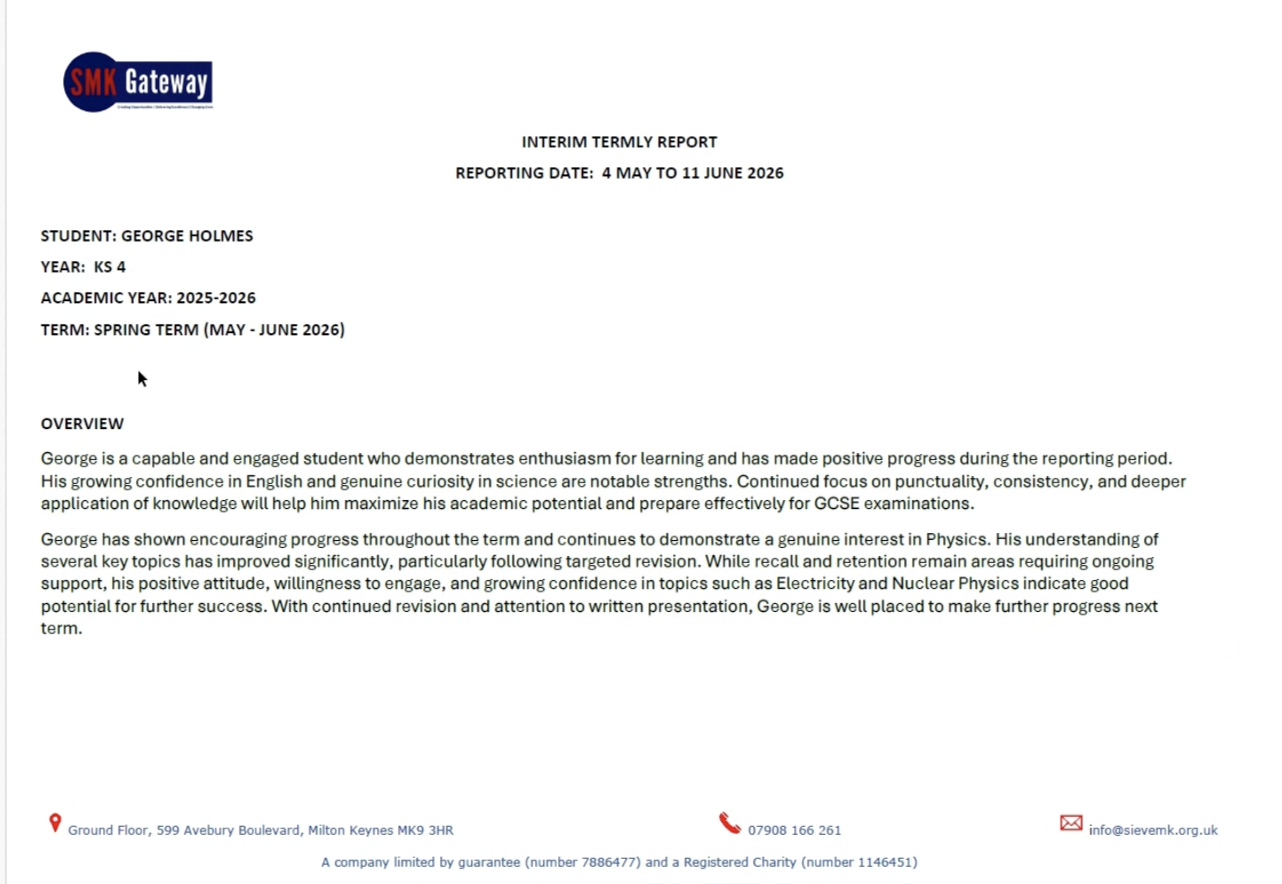 SMK Gateway
INTERIM TERMLY REPORT
REPORTING DATE:  4 MAY TO 11 JUNE 2026
STUDENT: GEORGE HOLMES
YEAR:  KS 4
ACADEMIC YEAR: 2025-2026
TERM: SPRING TERM (MAY - JUNE 2026)
OVERVIEW
George is a capable and engaged student who demonstrates enthusiasm for learning and has made positive progress during the reporting period.
His growing confidence in English and genuine curiosity in science are notable strengths. Continued focus on punctuality, consistency, and deeper
application of knowledge will help him maximize his academic potential and prepare effectively for GCSE examinations.
George has shown encouraging progress throughout the term and continues to demonstrate a genuine interest in Physics. His understanding of
several key topics has improved significantly, particularly following targeted revision. While recall and retention remain areas requiring ongoing
support, his positive attitude, willingness to engage, and growing confidence in topics such as Electricity and Nuclear Physics indicate good
potential for further success. With continued revision and attention to written presentation, George is well placed to make further progress next
term.
Ground Floor, 599 Avebury Boulevard, Milton Keynes MK9 3HR
07908 166 261
info@sievemk.org.uk
A company limited by guarantee (number 7886477) and a Registered Charity (number 1146451)